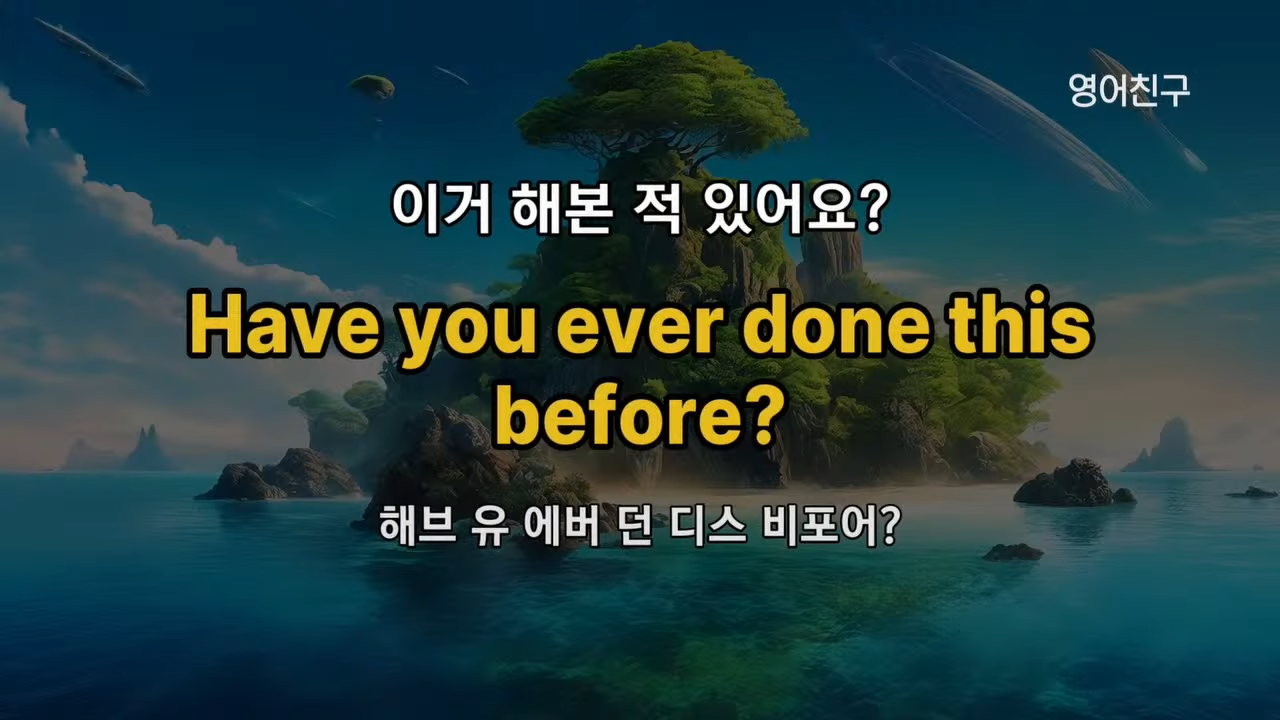 영어친구
이거 해본 적 있어요?
Have you ever done this
before?
해브 유 에버 던 디스 비포어?